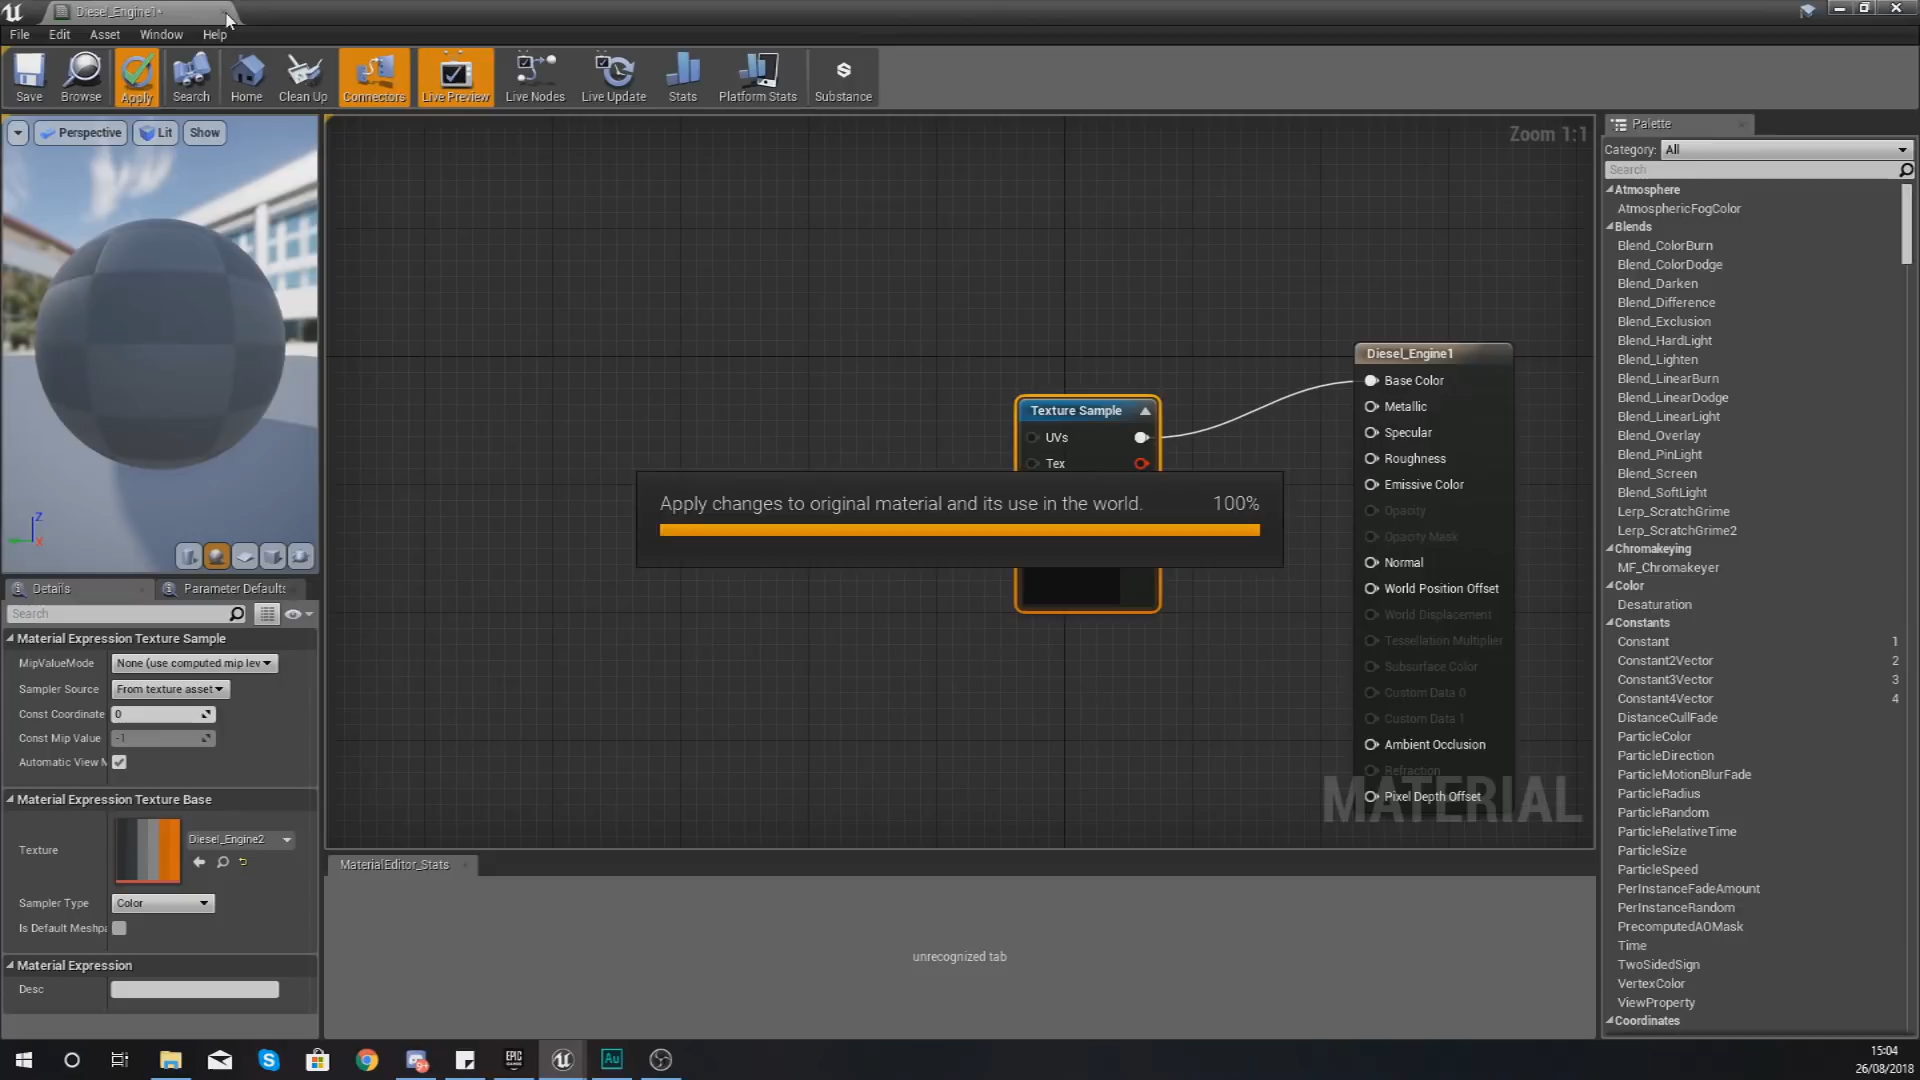 Diesel_Engine1*
File Edit Asset Window Help
Save Browse Apply Search Home Clean Up Connectors Live Preview Live Nodes Live Update Stats Platform Stats Substance
Perspective Lit Show
Zoom 1:1
Z
X
Details Parameter Defaults
Search
Material Expression Texture Sample
MipValueMode None (use computed mip lev
Sampler Source From texture asset
Const Coordinate 0
Const Mip Value -1
Automatic View M
Material Expression Texture Base
Texture Diesel_Engine2
Sampler Type Color
Is Default Meshpa
Material Expression
Desc
Texture Sample
UVs
Tex
Apply changes to original material and its use in the world. 100%
Diesel_Engine1
Base Color
Metallic
Specular
Roughness
Emissive Color
Opacity
Opacity Mask
Normal
World Position Offset
World Displacement
Tessellation Multiplier
Subsurface Color
Custom Data 0
Custom Data 1
Ambient Occlusion
Refraction
Pixel Depth Offset
MATERIAL
MaterialEditor_Stats
unrecognized tab
Palette
Category: All
Search
Atmosphere
AtmosphericFogColor
Blends
Blend_ColorBurn
Blend_ColorDodge
Blend_Darken
Blend_Difference
Blend_Exclusion
Blend_HardLight
Blend_Lighten
Blend_LinearBurn
Blend_LinearDodge
Blend_LinearLight
Blend_Overlay
Blend_PinLight
Blend_Screen
Blend_SoftLight
Lerp_ScratchGrime
Lerp_ScratchGrime2
Chromakeying
MF_Chromakeyer
Color
Desaturation
Constants
Constant 1
Constant2Vector 2
Constant3Vector 3
Constant4Vector 4
DistanceCullFade
ParticleColor
ParticleDirection
ParticleMotionBlurFade
ParticleRadius
ParticleRandom
ParticleRelativeTime
ParticleSize
ParticleSpeed
PerInstanceFadeAmount
PerInstanceRandom
PrecomputedAOMask
Time
TwoSidedSign
VertexColor
ViewProperty
Coordinates
EPIC GAMES
Au
15:04
26/08/2018